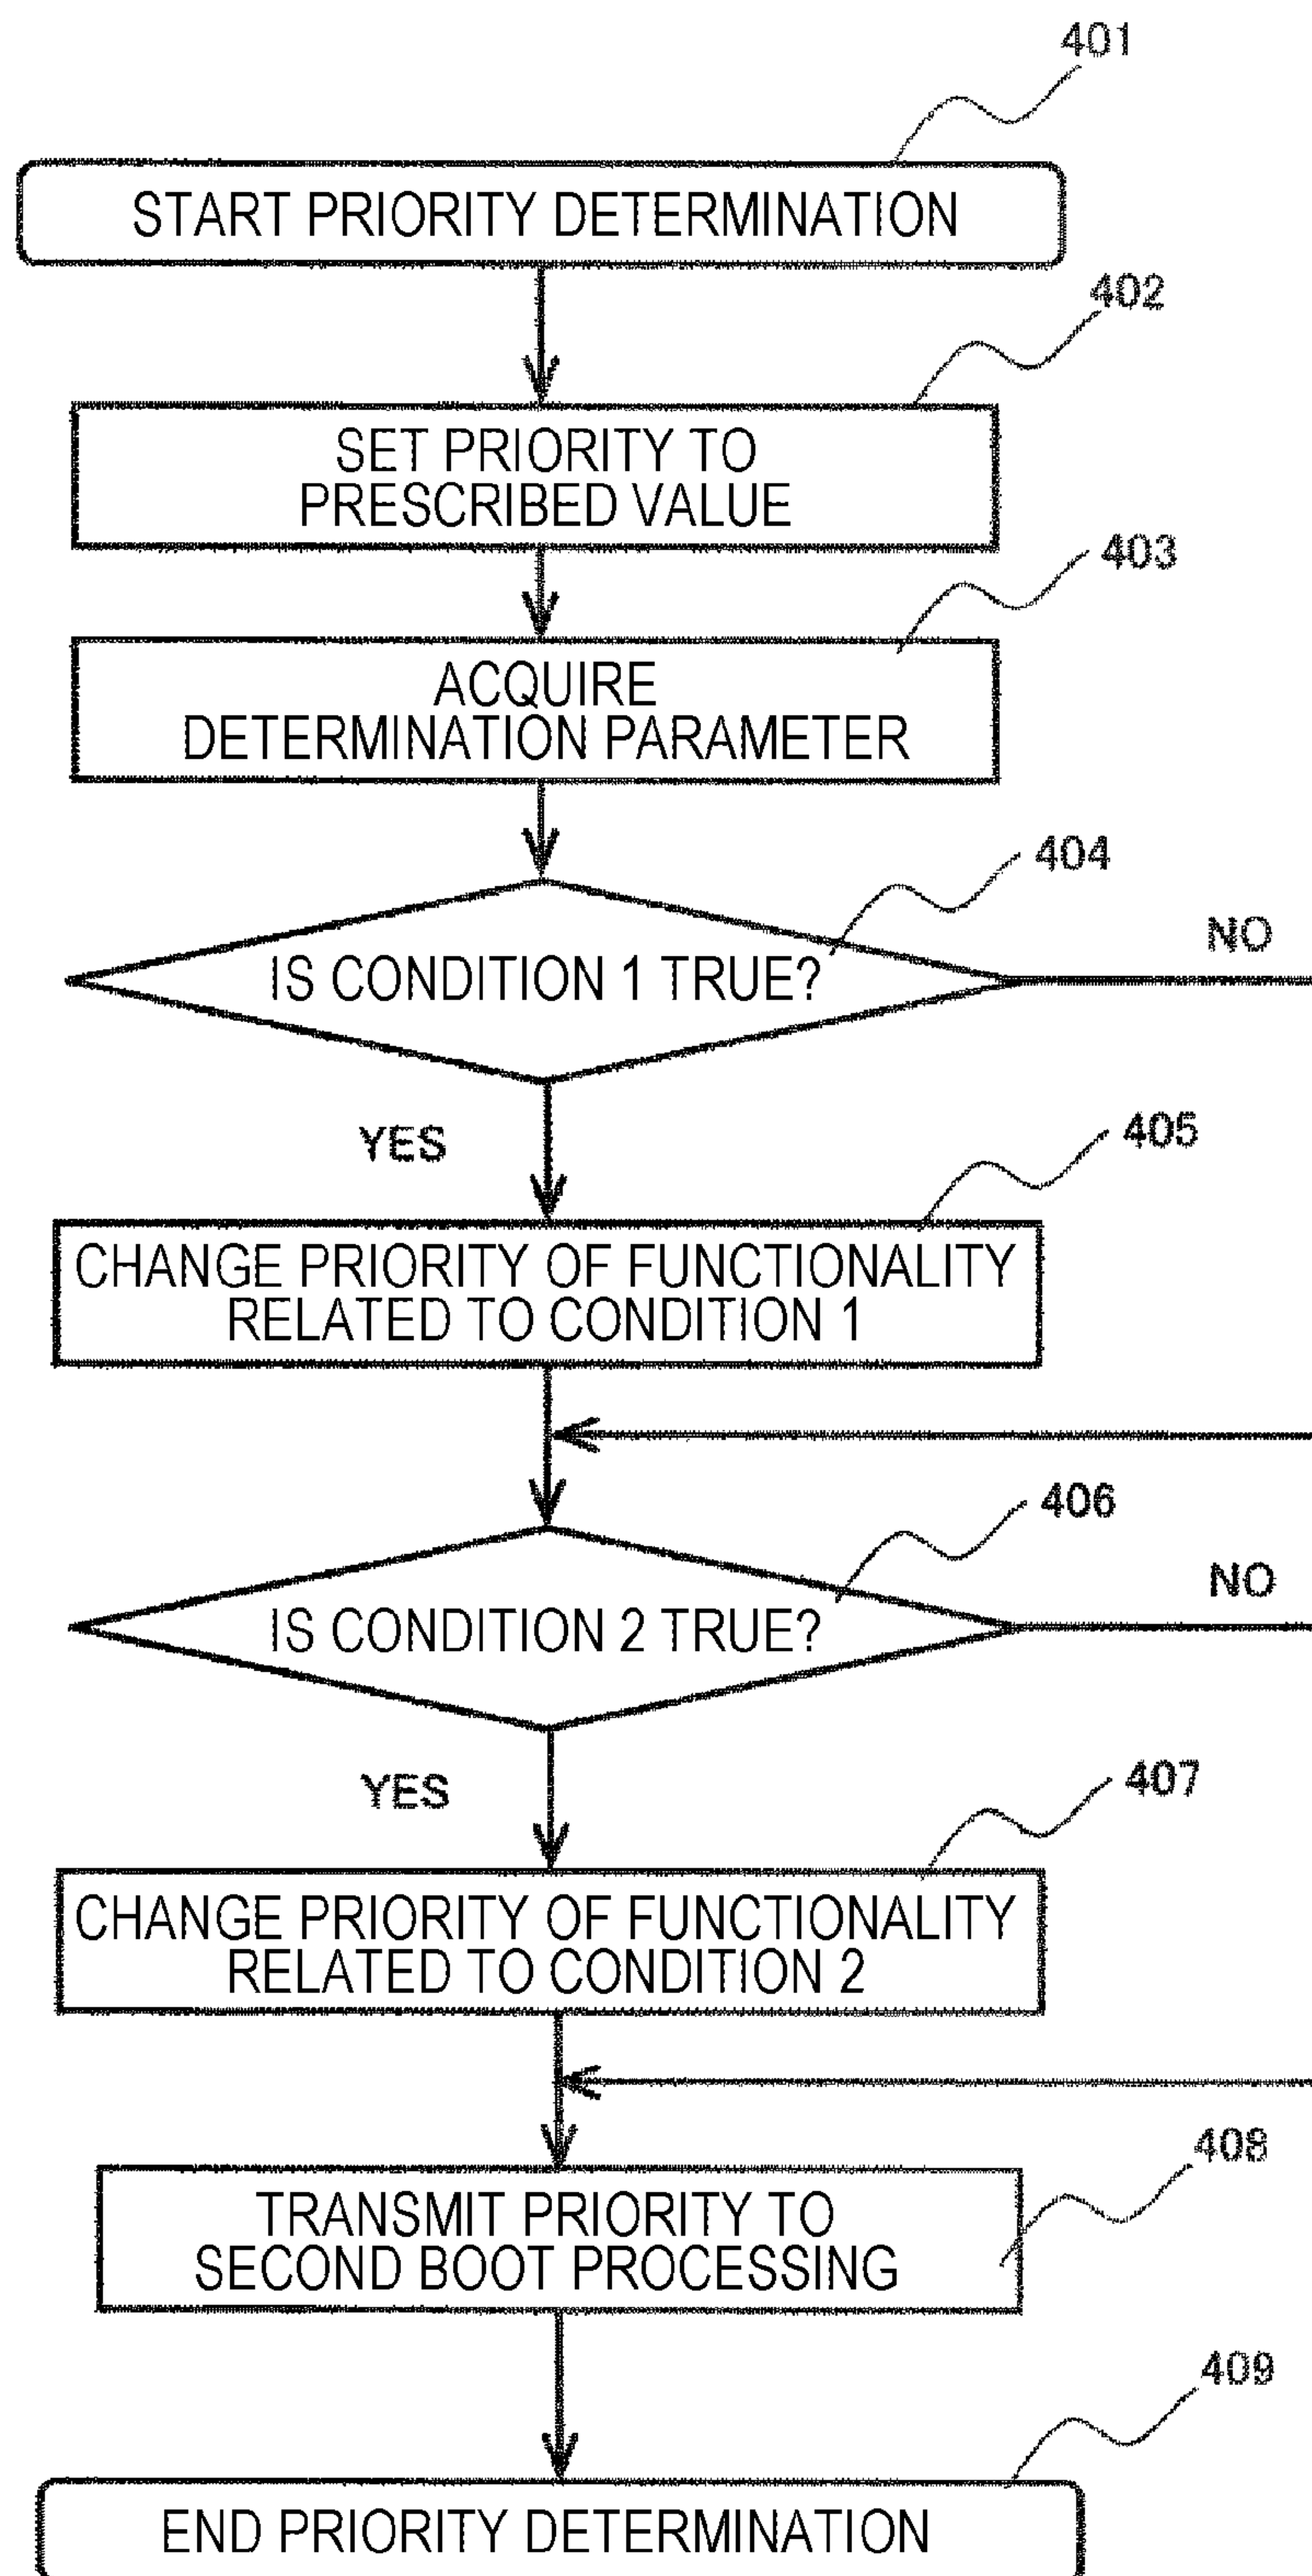 401
START PRIORITY DETERMINATION
402
SET PRIORITY TO
PRESCRIBED VALUE
403
ACQUIRE
DETERMINATION PARAMETER
404
NO
IS CONDITION 1 TRUE?
YES
405
CHANGE PRIORITY OF FUNCTIONALITY
RELATED TO CONDITION 1
406
NO
IS CONDITION 2 TRUE?
YES
407
CHANGE PRIORITY OF FUNCTIONALITY
RELATED TO CONDITION 2
408
TRANSMIT PRIORITY TO
SECOND BOOT PROCESSING
409
END PRIORITY DETERMINATION